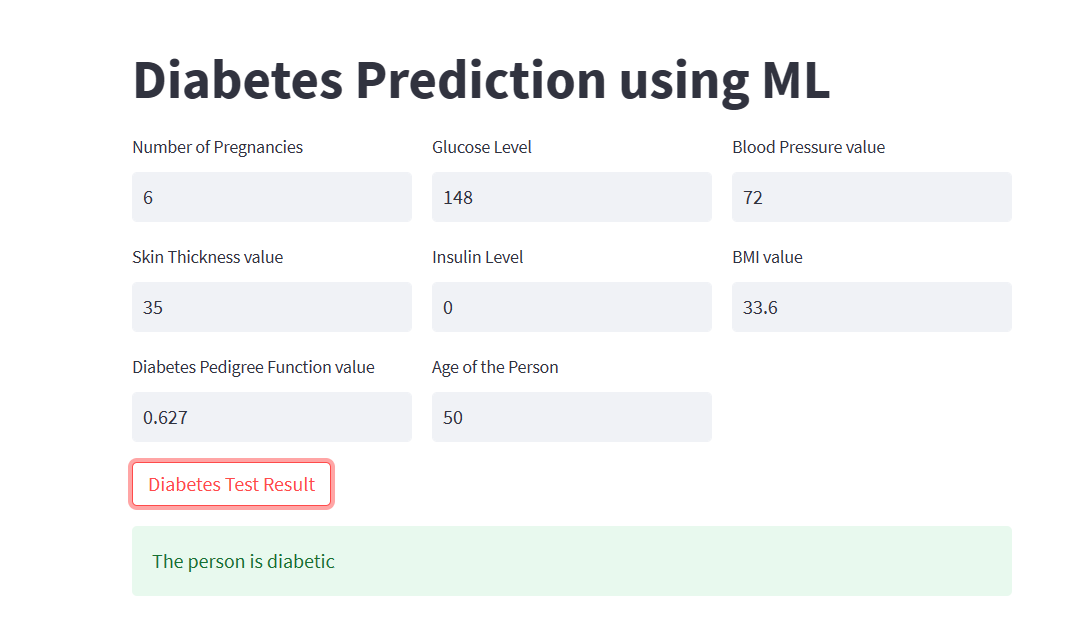 Diabetes Prediction using ML
Number of Pregnancies
Glucose Level
Blood Pressure value
6
148
72
Skin Thickness value
Insulin Level
BMI value
35
0
33.6
Diabetes Pedigree Function value
Age of the Person
0.627
50
Diabetes Test Result
The person is diabetic